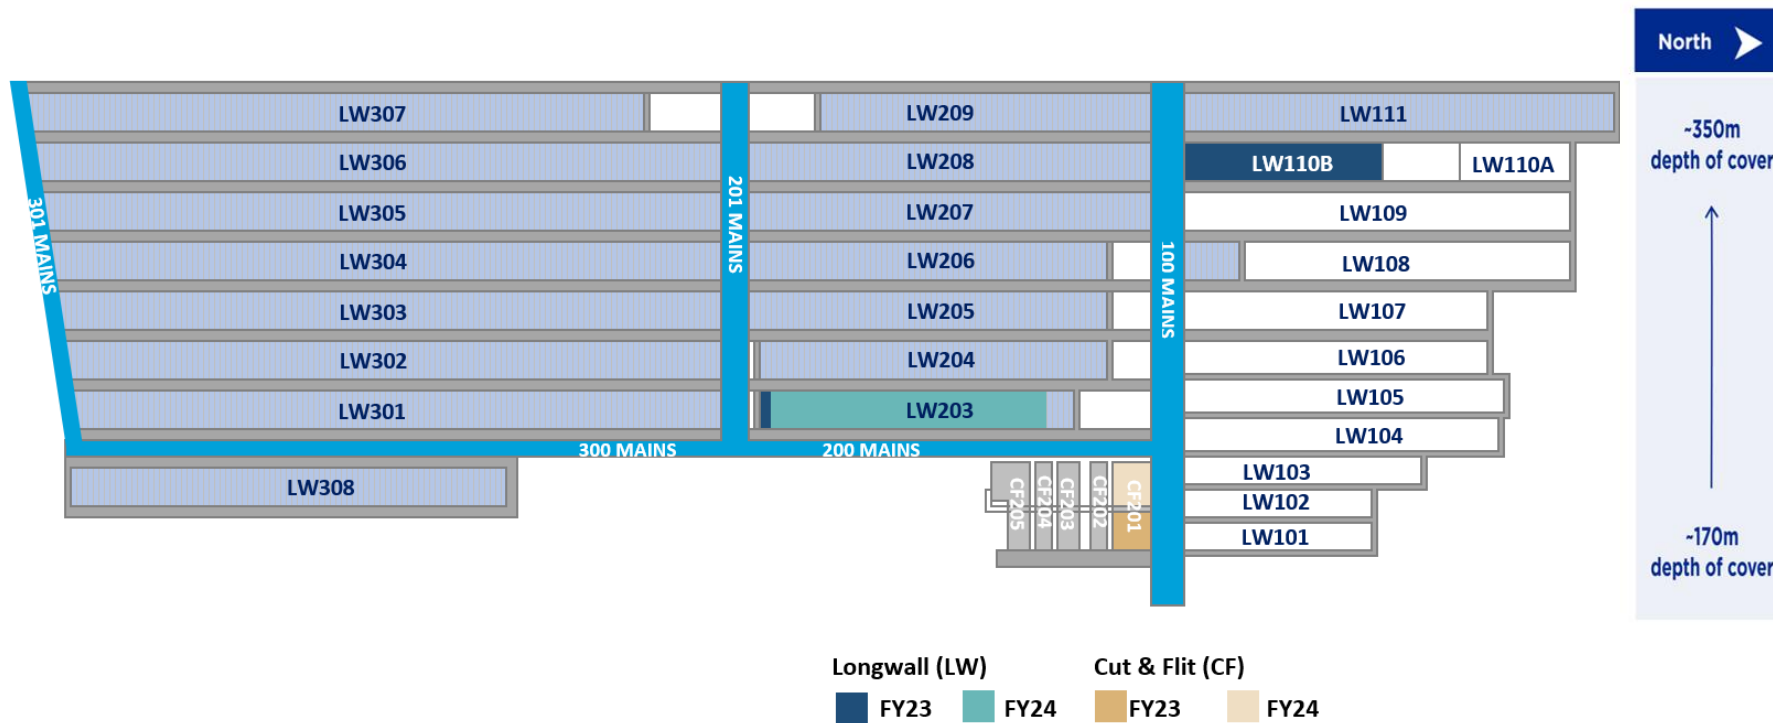 North
LW307
LW209
LW111
~350m
depth of cover
LW306
LW208
LW110B
LW110A
301 MAINS
201 MAINS
100 MAINS
LW305
LW207
LW109
LW304
LW206
LW108
LW303
LW205
LW107
LW302
LW204
LW106
LW301
LW203
LW105
LW104
300 MAINS
200 MAINS
LW308
CF205
CF204
CF203
CF202
CF201
LW103
LW102
LW101
~170m
depth of cover
Longwall (LW)
Cut & Flit (CF)
FY23
FY24
FY23
FY24